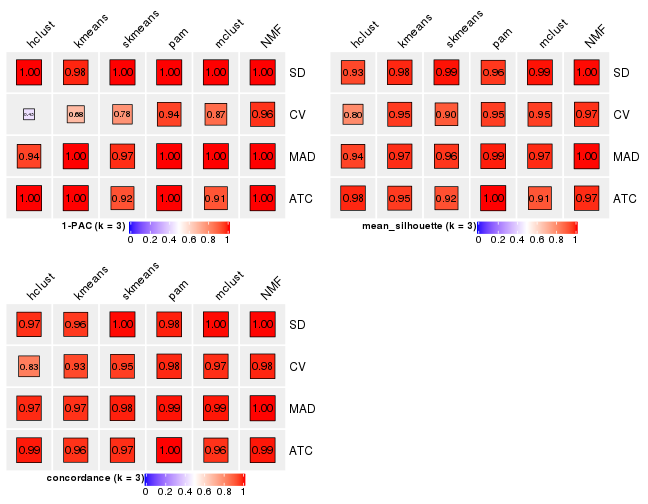 hclust kmeans skmeans pam mclust NMF
1.00 0.98 1.00 1.00 1.00 1.00 SD
0.68 0.78 0.94 0.87 0.96 CV
0.94 1.00 0.97 1.00 1.00 1.00 MAD
1.00 1.00 0.92 1.00 0.91 1.00 ATC
1-PAC (k = 3)
0 0.2 0.4 0.6 0.8 1
hclust kmeans skmeans pam mclust NMF
0.93 0.98 0.99 0.96 0.99 1.00 SD
0.80 0.95 0.90 0.95 0.95 0.97 CV
0.94 0.97 0.96 0.99 0.97 1.00 MAD
0.98 0.95 0.92 1.00 0.91 0.97 ATC
mean_silhouette (k = 3)
0 0.2 0.4 0.6 0.8 1
hclust kmeans skmeans pam mclust NMF
0.97 0.96 1.00 0.98 1.00 1.00 SD
0.83 0.93 0.95 0.98 0.97 0.98 CV
0.97 0.97 0.98 0.99 0.99 1.00 MAD
0.99 0.96 0.97 1.00 0.96 0.99 ATC
concordance (k = 3)
0 0.2 0.4 0.6 0.8 1